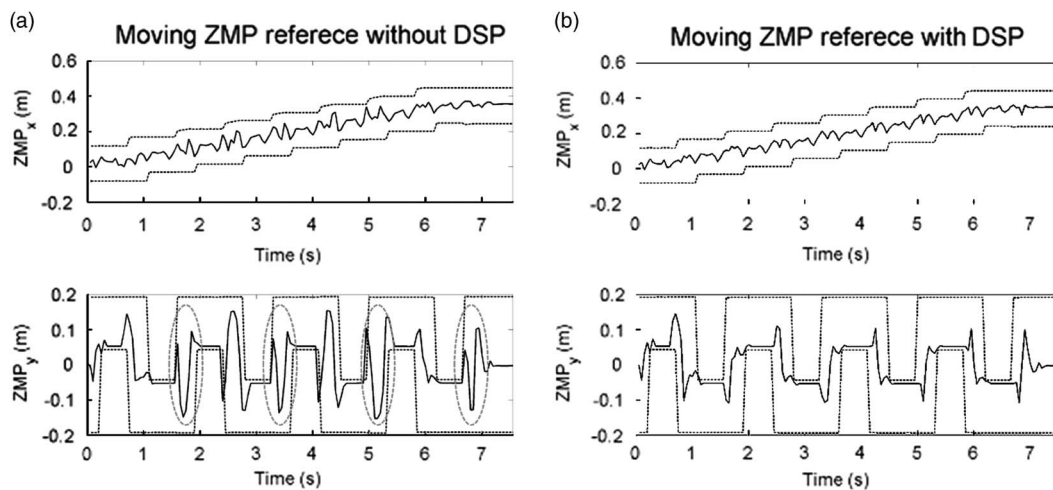 (a)
Moving ZMP referece without DSP
0.6
0.4
0.2
0
-0.2
ZMPx (m)
0 1 2 3 4 5 6 7
Time (s)
0.2
0.1
0
-0.1
-0.2
ZMPy (m)
0 1 2 3 4 5 6 7
Time (s)
(b)
Moving ZMP referece with DSP
0.6
0.4
0.2
0
-0.2
ZMPx (m)
0 1 2 3 4 5 6 7
Time (s)
0.2
0.1
0
-0.1
-0.2
ZMPy (m)
0 1 2 3 4 5 6 7
Time (s)